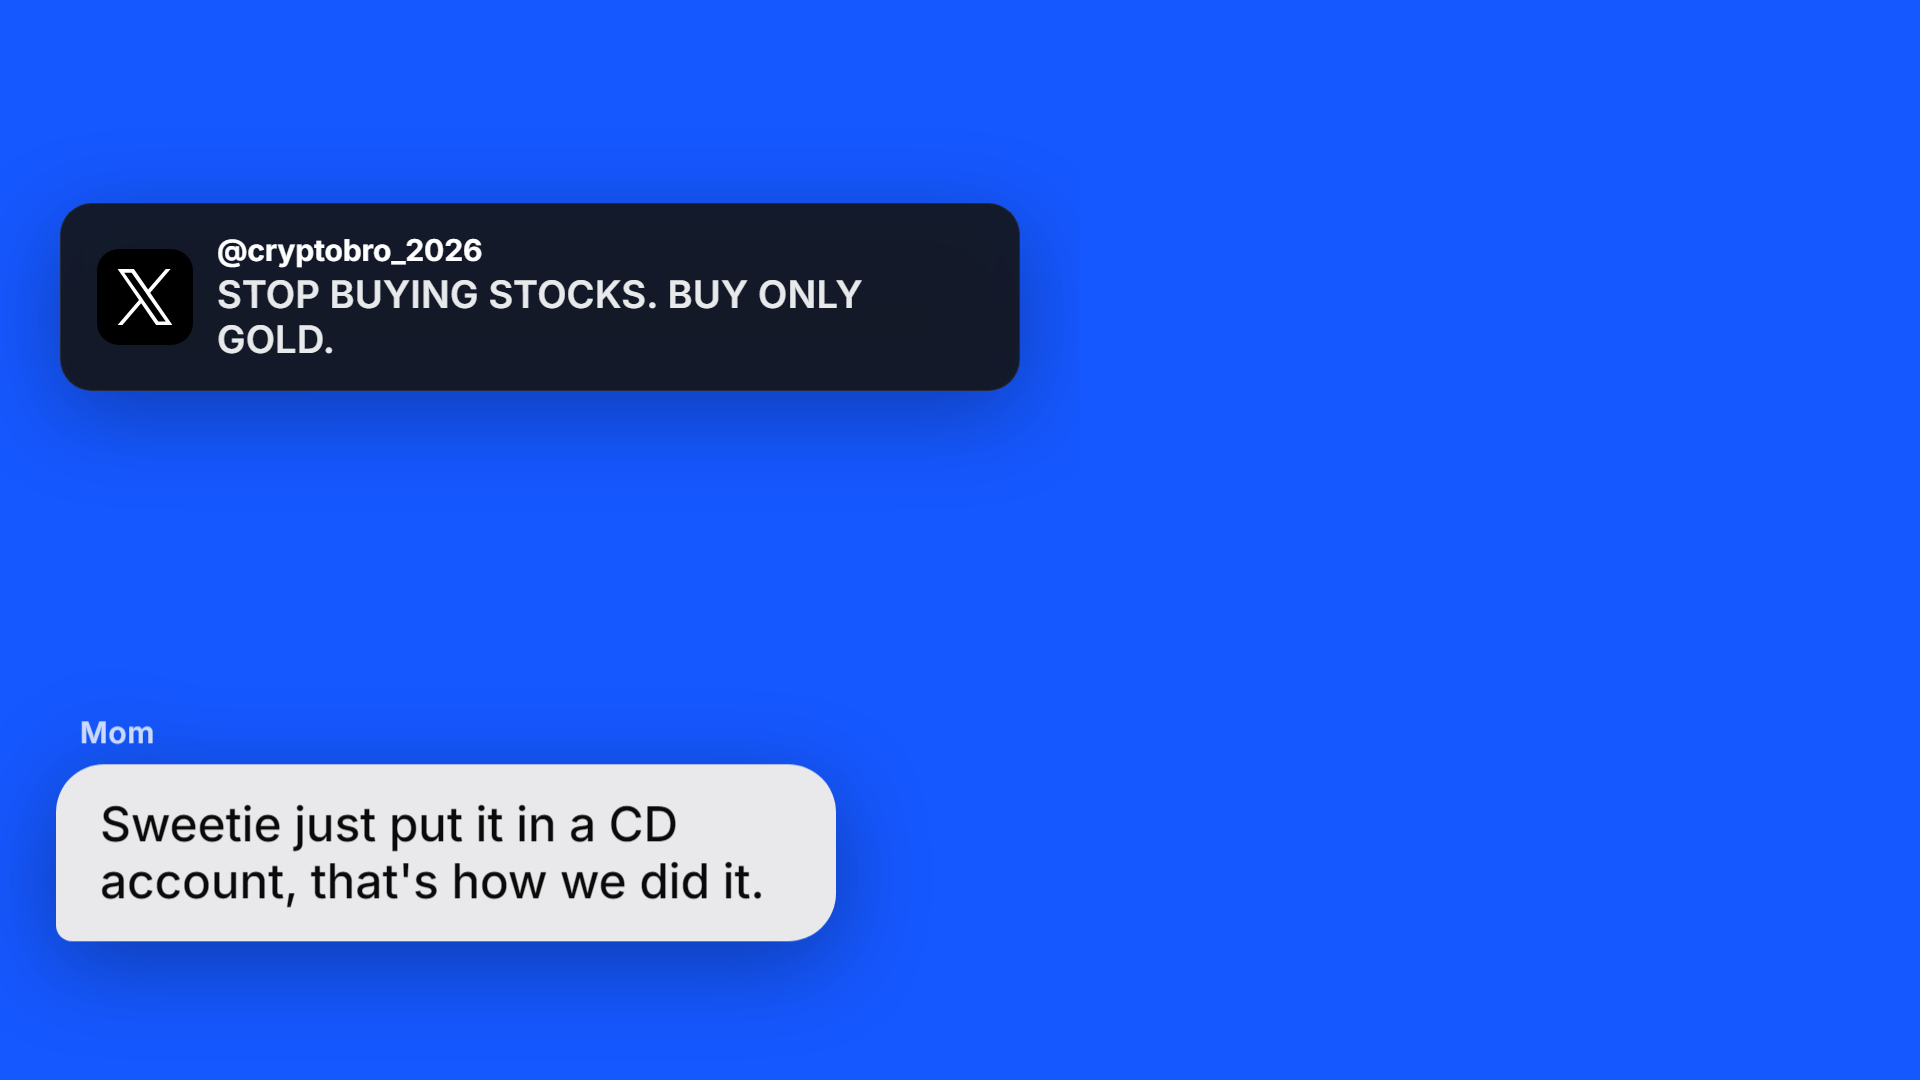 @cryptobro_2026
STOP BUYING STOCKS. BUY ONLY
GOLD.
Mom
Sweetie just put it in a CD
account, that's how we did it.